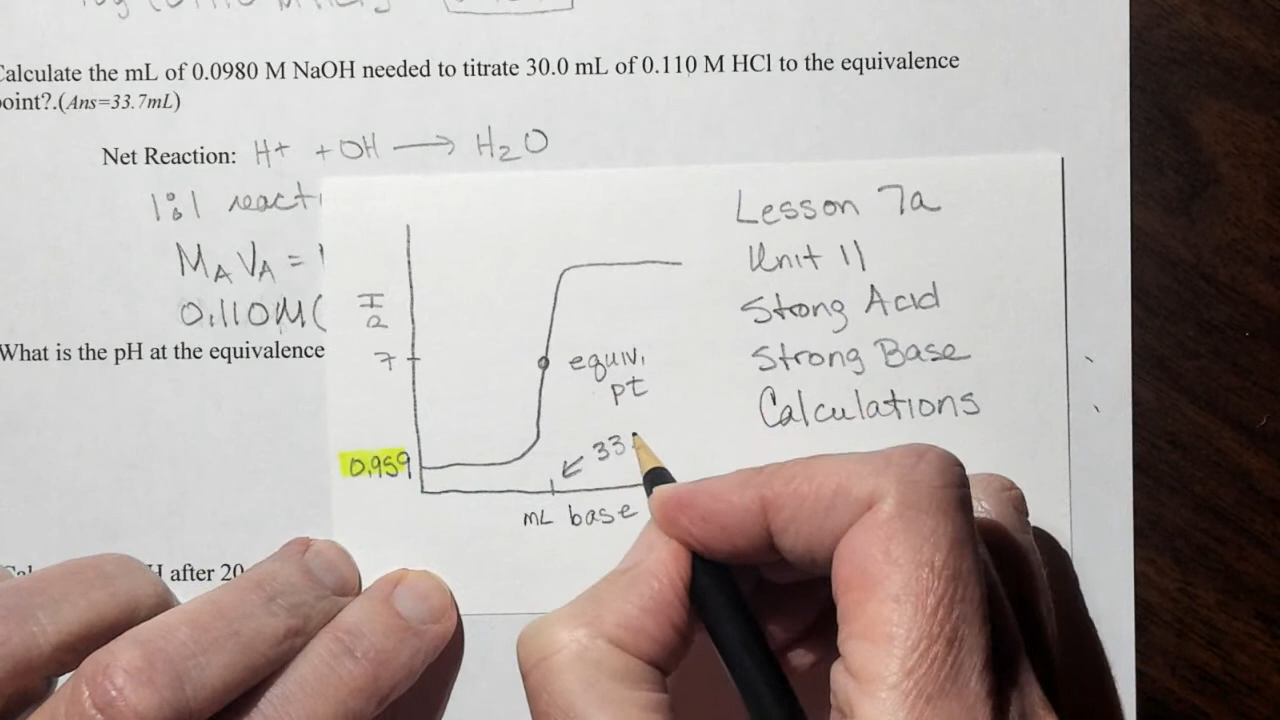 Calculate the mL of 0.0980 M NaOH needed to titrate 30.0 mL of 0.110 M HCl to the equivalence
point?.(Ans=33.7mL)
Net Reaction: H+ + OH → H2O
1:1 reacti
MAVA =
0.110M(
What is the pH at the equivalence
after 20
Lesson 7a
Unit 11
Strong Acid
Strong Base
Calculations
pH
7
equiv.
pt
0.959
← 33.
mL base